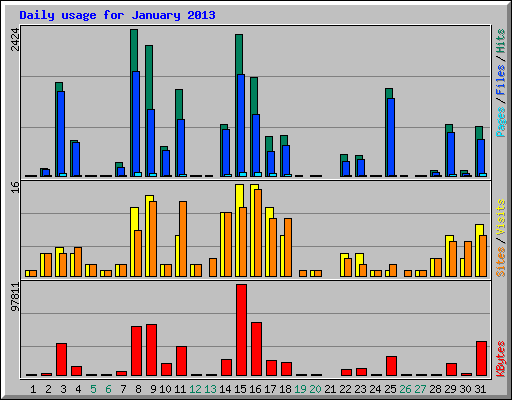 Daily usage for January 2013
2424
Pages/Files/Hits
16
Sites/Visits
97811
KBytes
1 2 3 4 5 6 7 8 9 10 11 12 13 14 15 16 17 18 19 20 21 22 23 24 25 26 27 28 29 30 31